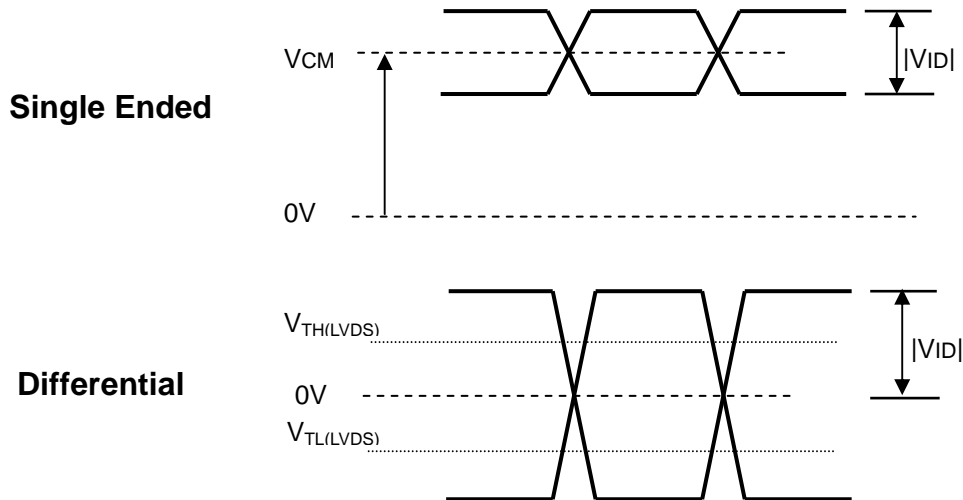 VCM
|VID|
Single Ended
0V
VTH(LVDS)
|VID|
Differential
0V
VTL(LVDS)